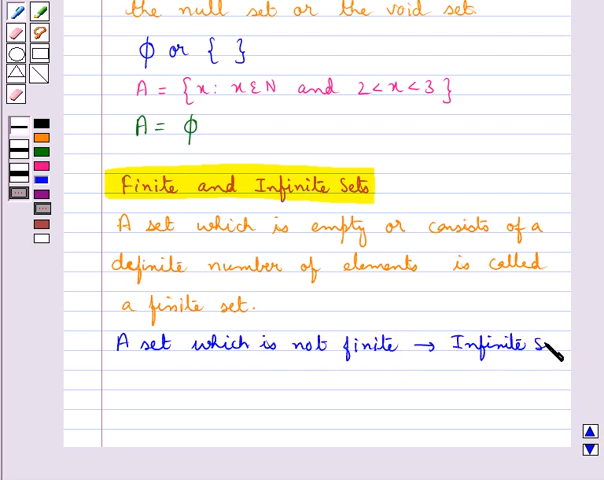 the null set or the void set
ϕ or { }
A = {x: x ε N and 2 < x < 3}
A = ϕ
Finite and Infinite Sets
A set which is empty or consists of a
definite number of elements is called
a finite set.
A set which is not finite → Infinite S